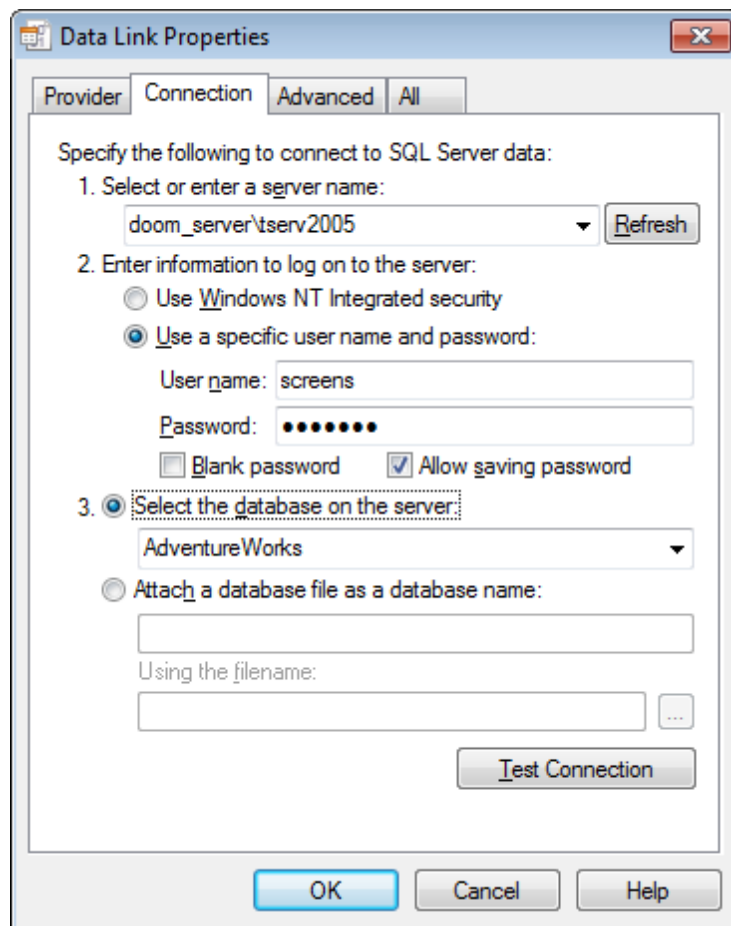 Data Link Properties
Provider Connection Advanced All
Specify the following to connect to SQL Server data:
1. Select or enter a server name:
doom_server\tserv2005 Refresh
2. Enter information to log on to the server:
Use Windows NT Integrated security
Use a specific user name and password:
User name: screens
Password: ●●●●●●●
Blank password Allow saving password
3. Select the database on the server:
AdventureWorks
Attach a database file as a database name:
Using the filename:
...
Test Connection
OK Cancel Help